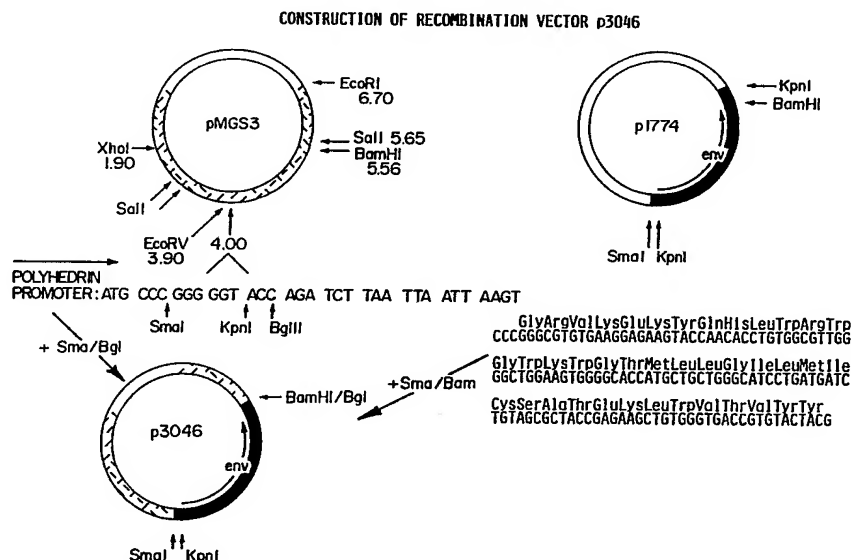 CONSTRUCTION OF RECOMBINATION VECTOR p3046
EcoRI
6.70
pMGS3
SalI 5.65
BamHI
5.56
XhoI
1.90
SalI
EcoRV
3.90
4.00
KpnI
BamHI
p1774
env
SmaI KpnI
POLYHEDRIN
PROMOTER: ATG CCC GGG GGT ACC AGA TCT TAA TTA ATT AAGT
SmaI KpnI BglII
+ Sma/Bgl
GlyArgValLysGluLysTyrGlnHisLeuTrpArgTrp
CCCGGGCGTGTGAAGGAGAAGTACCAACACCTGTGGCGTTGG
GlyTrpLysTrpGlyThrMetLeuLeuGlyIleLeuMetIle
GGCTGGAAGTGGGGCACCATGCTGCTGGGCATCCTGATGATC
CysSerAlaThrGluLysLeuTrpValThrValTyrTyr
TGTAGCGCTACCGAGAAGCTGTGGGTGACCGTGTACTACG
+Sma/Bam
BamHI/Bgl
p3046
env
SmaI KpnI